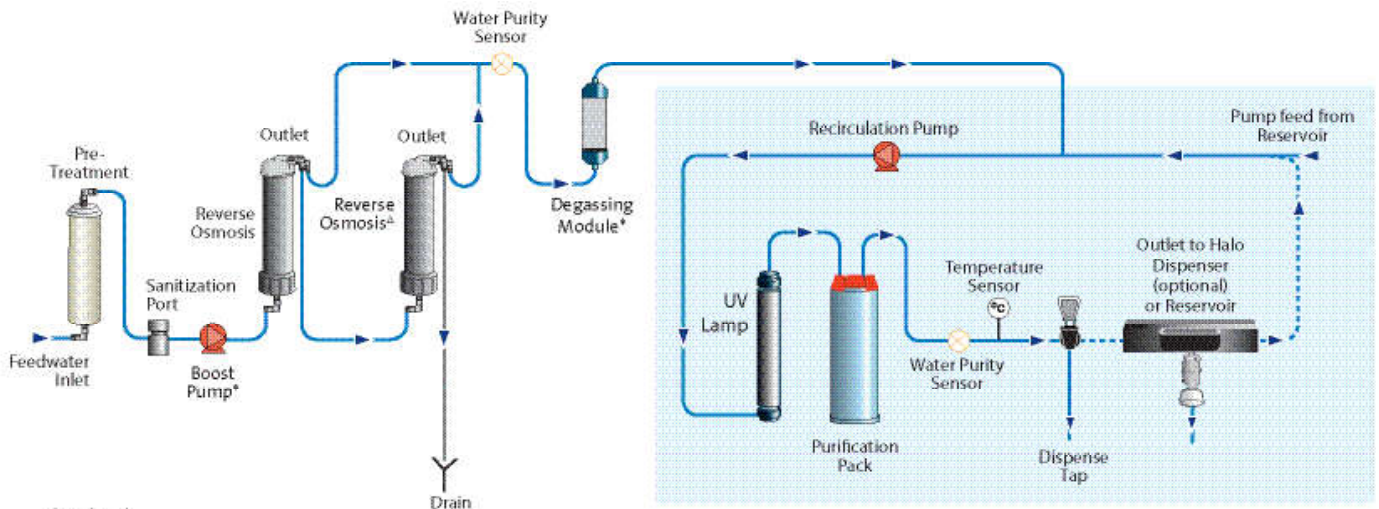 Water Purity
Sensor
Outlet
Outlet
Pre-
Treatment
Reverse
Osmosis
Reverse
Osmosis△
Degassing
Module*
Sanitization
Port
Feedwater
Inlet
Boost
Pump*
Drain
Recirculation Pump
Pump feed from
Reservoir
UV
Lamp
Purification
Pack
Temperature
Sensor
°C
Water Purity
Sensor
Outlet to Halo
Dispenser
(optional)
or Reservoir
Dispense
Tap